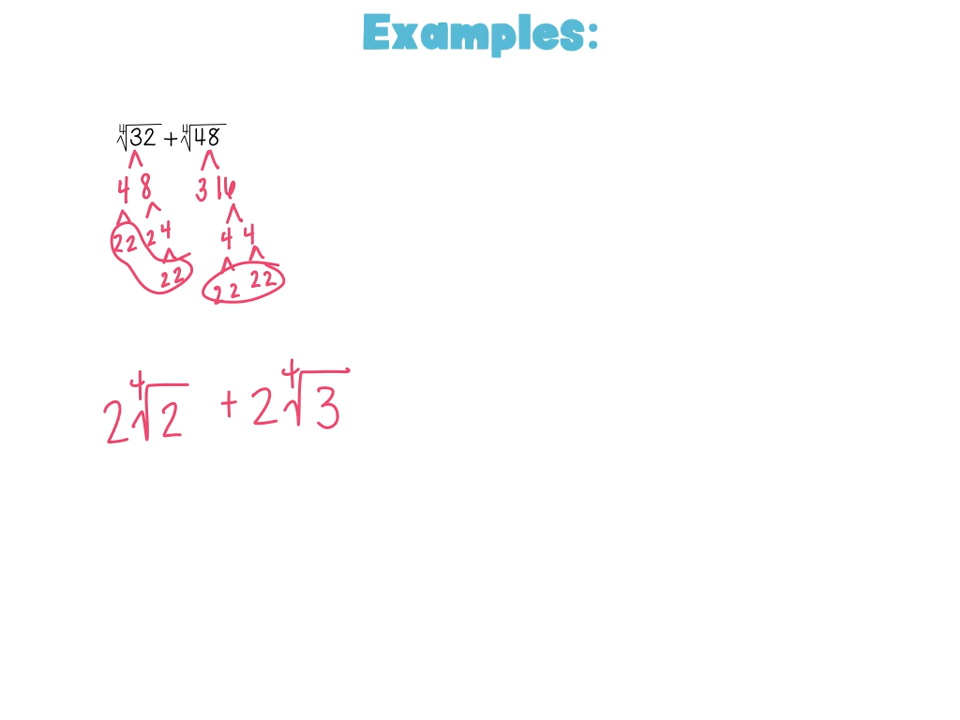 Examples:
∜32 + ∜48
4 8 3 16
2 2 2 4 4 4
2 2 2 2 2 2
2∜2 + 2∜3